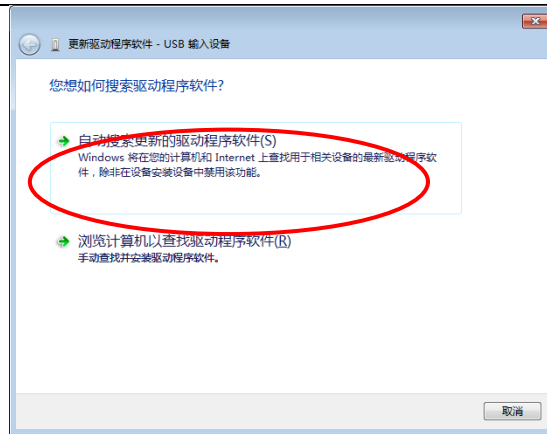 更新驱动程序软件 - USB 输入设备
您想如何搜索驱动程序软件?
自动搜索更新的驱动程序软件(S)
Windows 将在您的计算机和 Internet 上查找用于相关设备的最新驱动程序软
件，除非在设备安装设置中禁用该功能。
浏览计算机以查找驱动程序软件(R)
手动查找并安装驱动程序软件。
取消